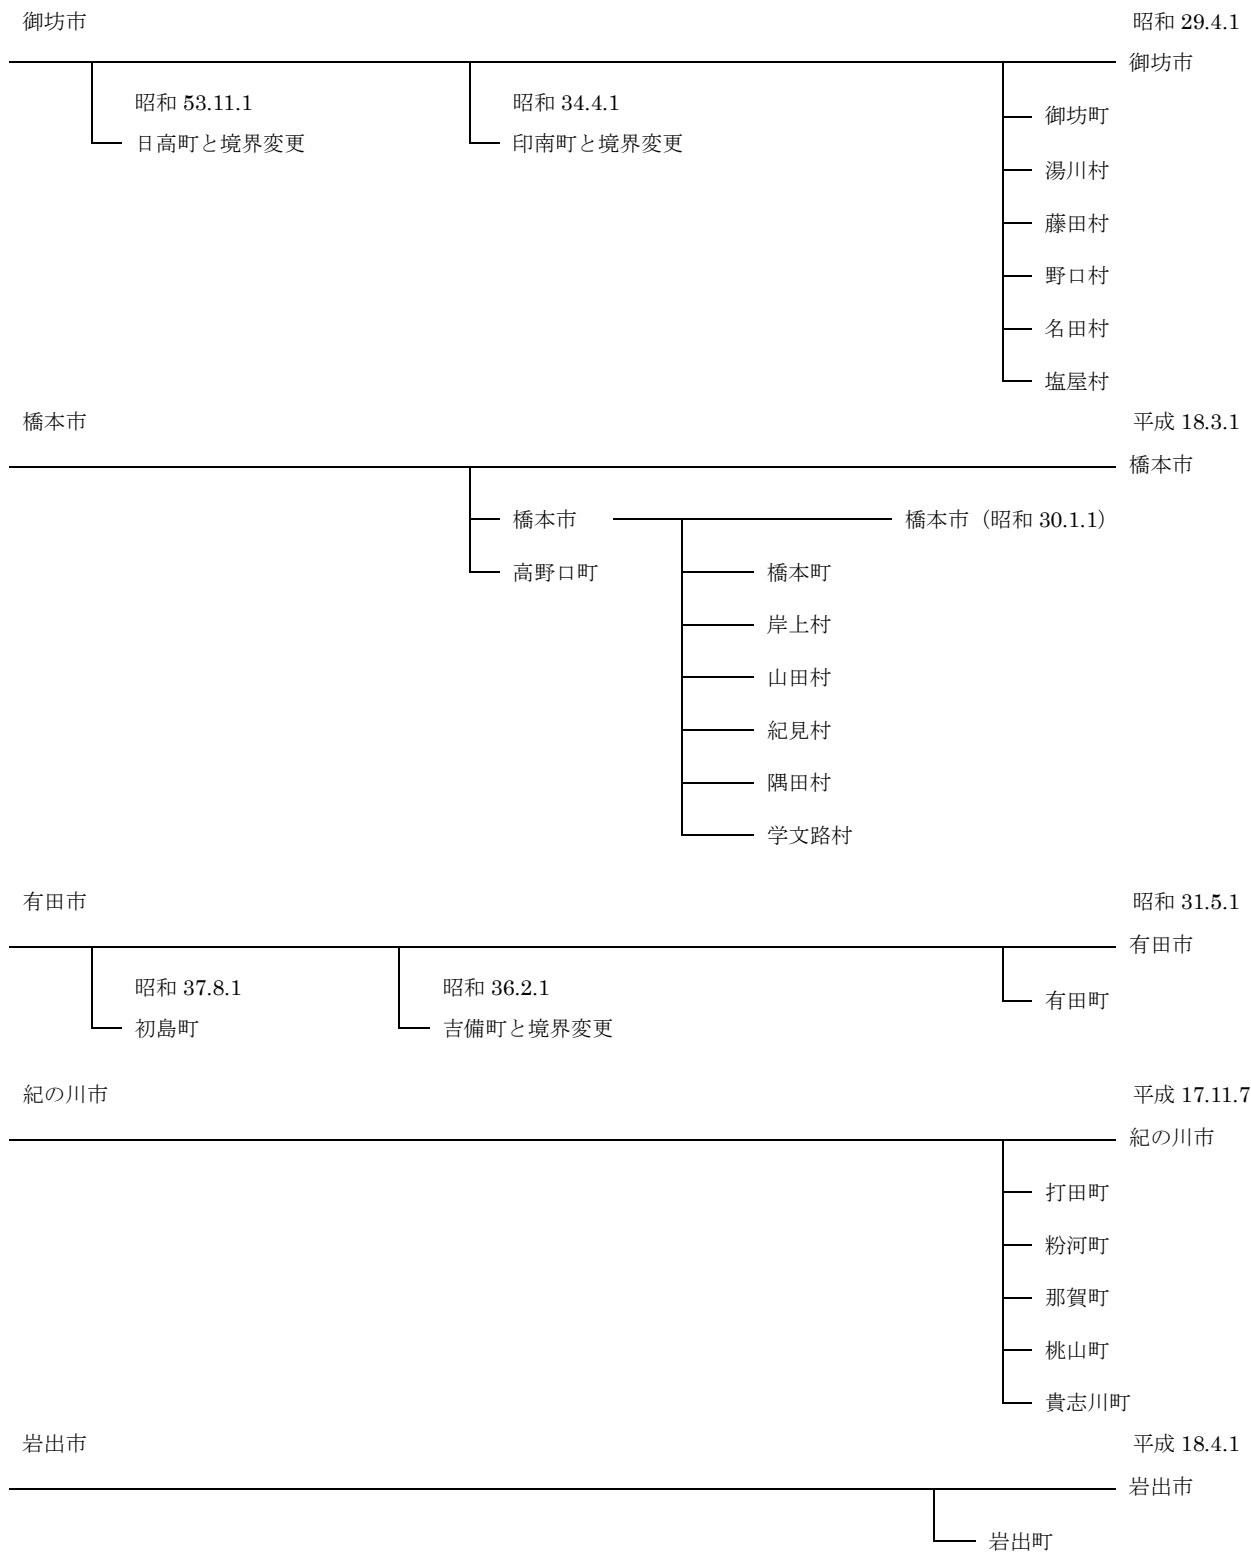 御坊市 昭和 29.4.1
御坊市
昭和 53.11.1 昭和 34.4.1
御坊町
日高町と境界変更 印南町と境界変更
湯川村
藤田村
野口村
名田村
塩屋村
橋本市 平成 18.3.1
橋本市
橋本市 橋本市（昭和 30.1.1）
高野口町 橋本町
岸上村
山田村
紀見村
隅田村
学文路村
有田市 昭和 31.5.1
有田市
昭和 37.8.1 昭和 36.2.1
有田町
初島町 吉備町と境界変更
紀の川市 平成 17.11.7
紀の川市
打田町
粉河町
那賀町
桃山町
貴志川町
岩出市 平成 18.4.1
岩出市
岩出町